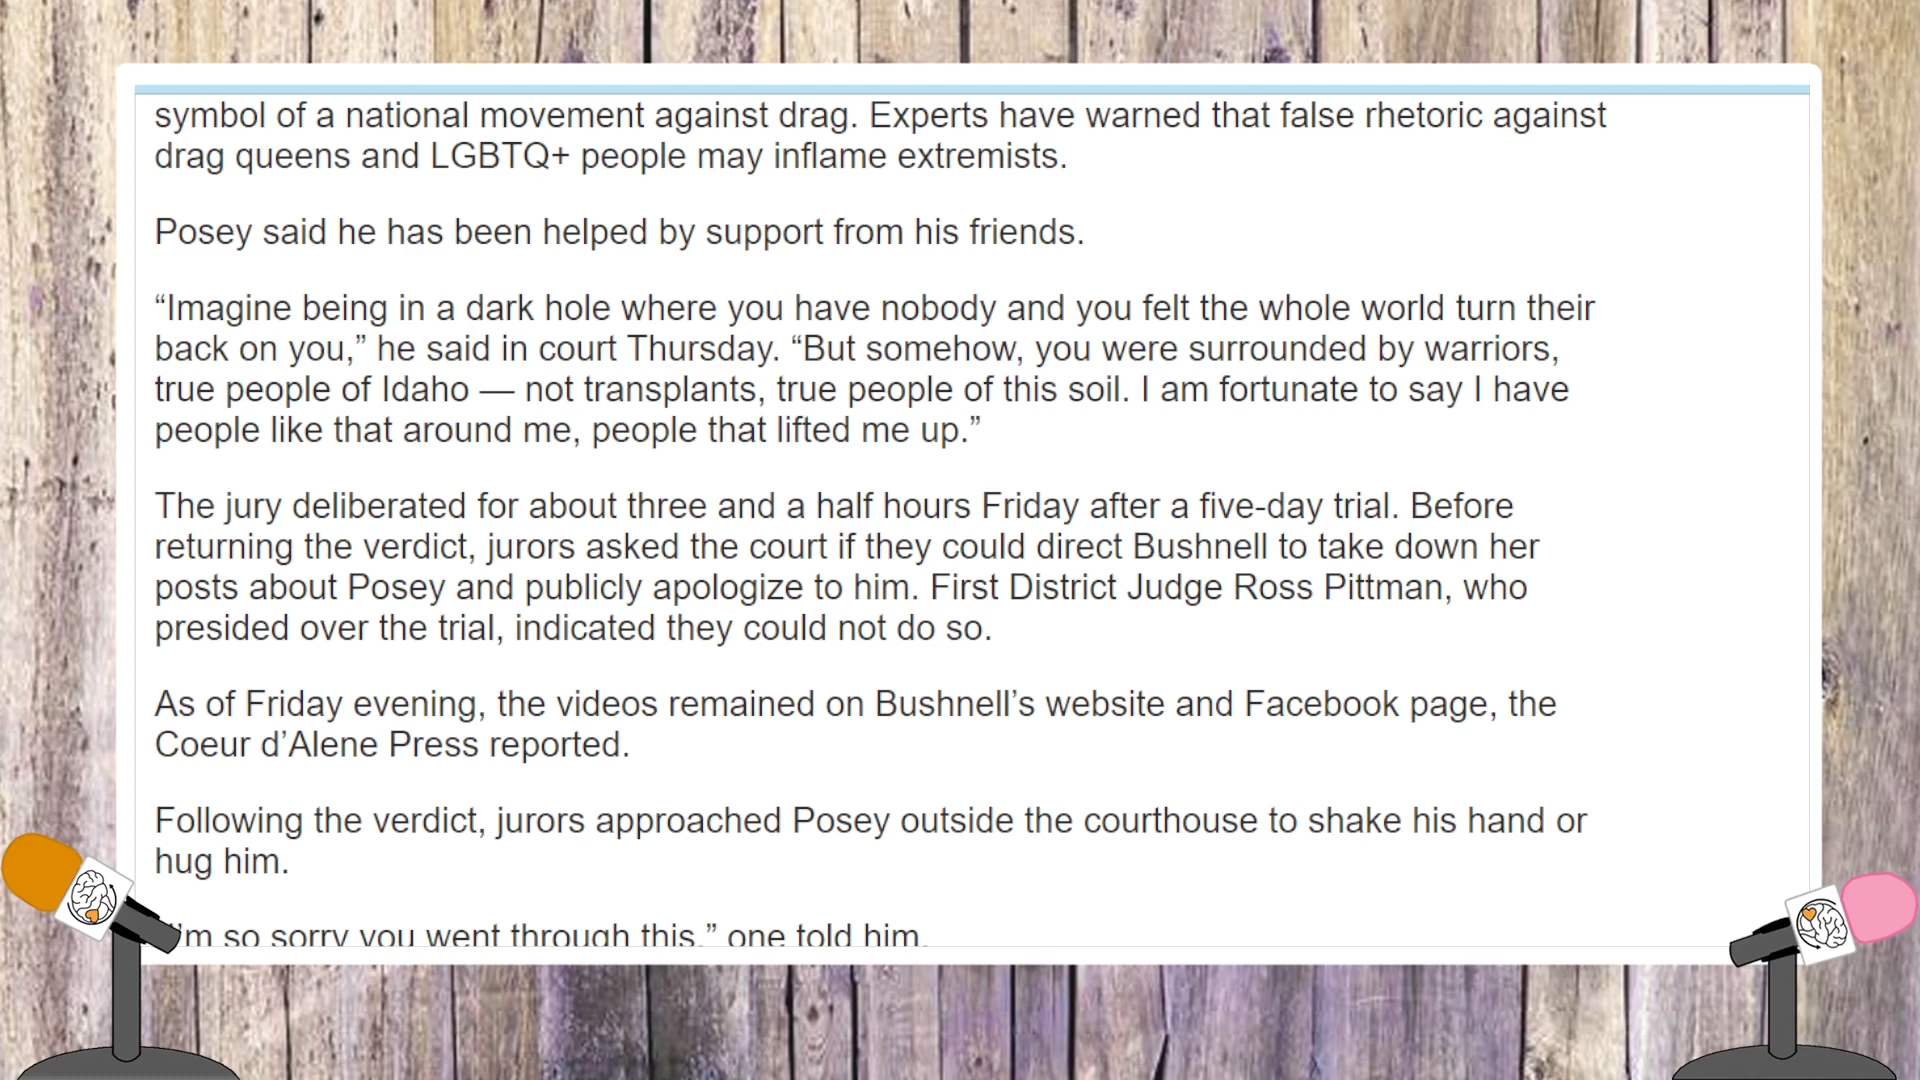 symbol of a national movement against drag. Experts have warned that false rhetoric against
drag queens and LGBTQ+ people may inflame extremists.
Posey said he has been helped by support from his friends.
“Imagine being in a dark hole where you have nobody and you felt the whole world turn their
back on you,” he said in court Thursday. “But somehow, you were surrounded by warriors,
true people of Idaho — not transplants, true people of this soil. I am fortunate to say I have
people like that around me, people that lifted me up.”
The jury deliberated for about three and a half hours Friday after a five-day trial. Before
returning the verdict, jurors asked the court if they could direct Bushnell to take down her
posts about Posey and publicly apologize to him. First District Judge Ross Pittman, who
presided over the trial, indicated they could not do so.
As of Friday evening, the videos remained on Bushnell’s website and Facebook page, the
Coeur d’Alene Press reported.
Following the verdict, jurors approached Posey outside the courthouse to shake his hand or
hug him.
’m so sorry you went through this,” one told him.